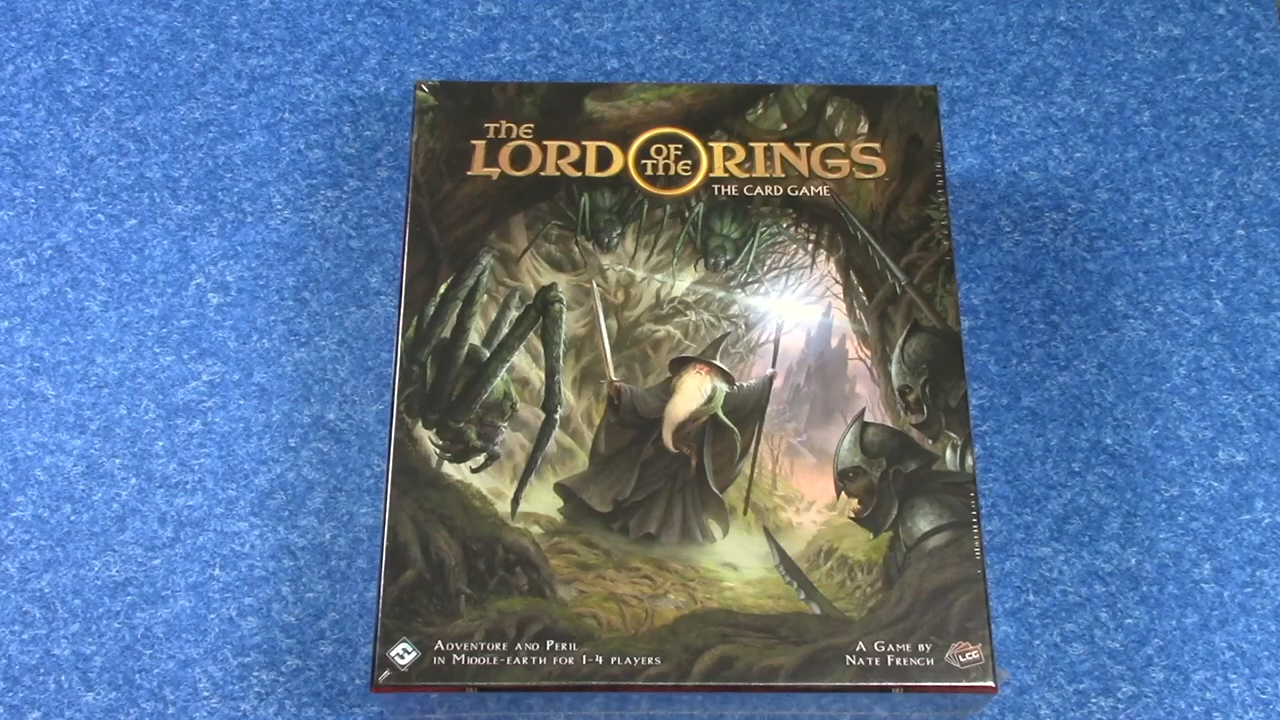 THE
LORD OF THE RINGS
THE CARD GAME
ADVENTURE AND PERIL
IN MIDDLE-EARTH FOR 1-4 PLAYERS
A GAME BY
NATE FRENCH
LCG